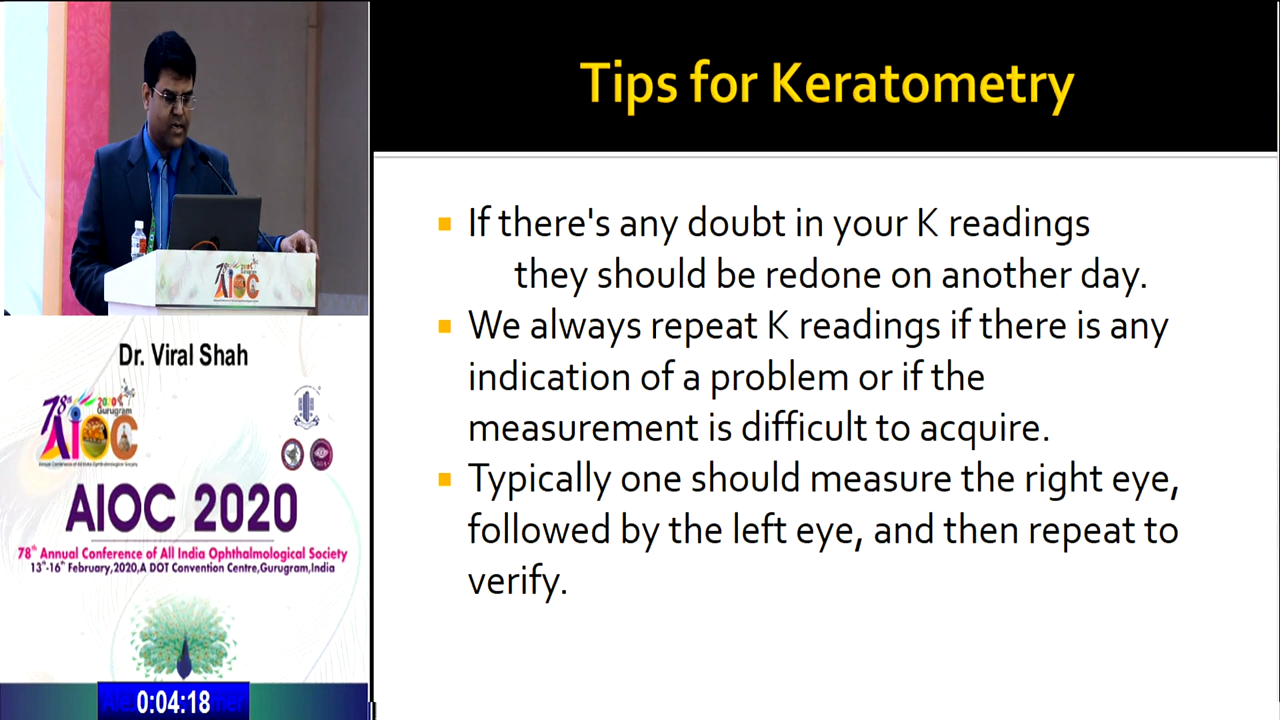 Tips for Keratometry
If there's any doubt in your K readings
they should be redone on another day.
We always repeat K readings if there is any
indication of a problem or if the
measurement is difficult to acquire.
Typically one should measure the right eye,
followed by the left eye, and then repeat to
verify.
AIOC
Dr. Viral Shah
78th 2020
Gurugram
AIOC
AIOC 2020
78th Annual Conference of All India Ophthalmological Society
13th-16th February,2020,A DOT Convention Centre,Gurugram,India
0:04:18